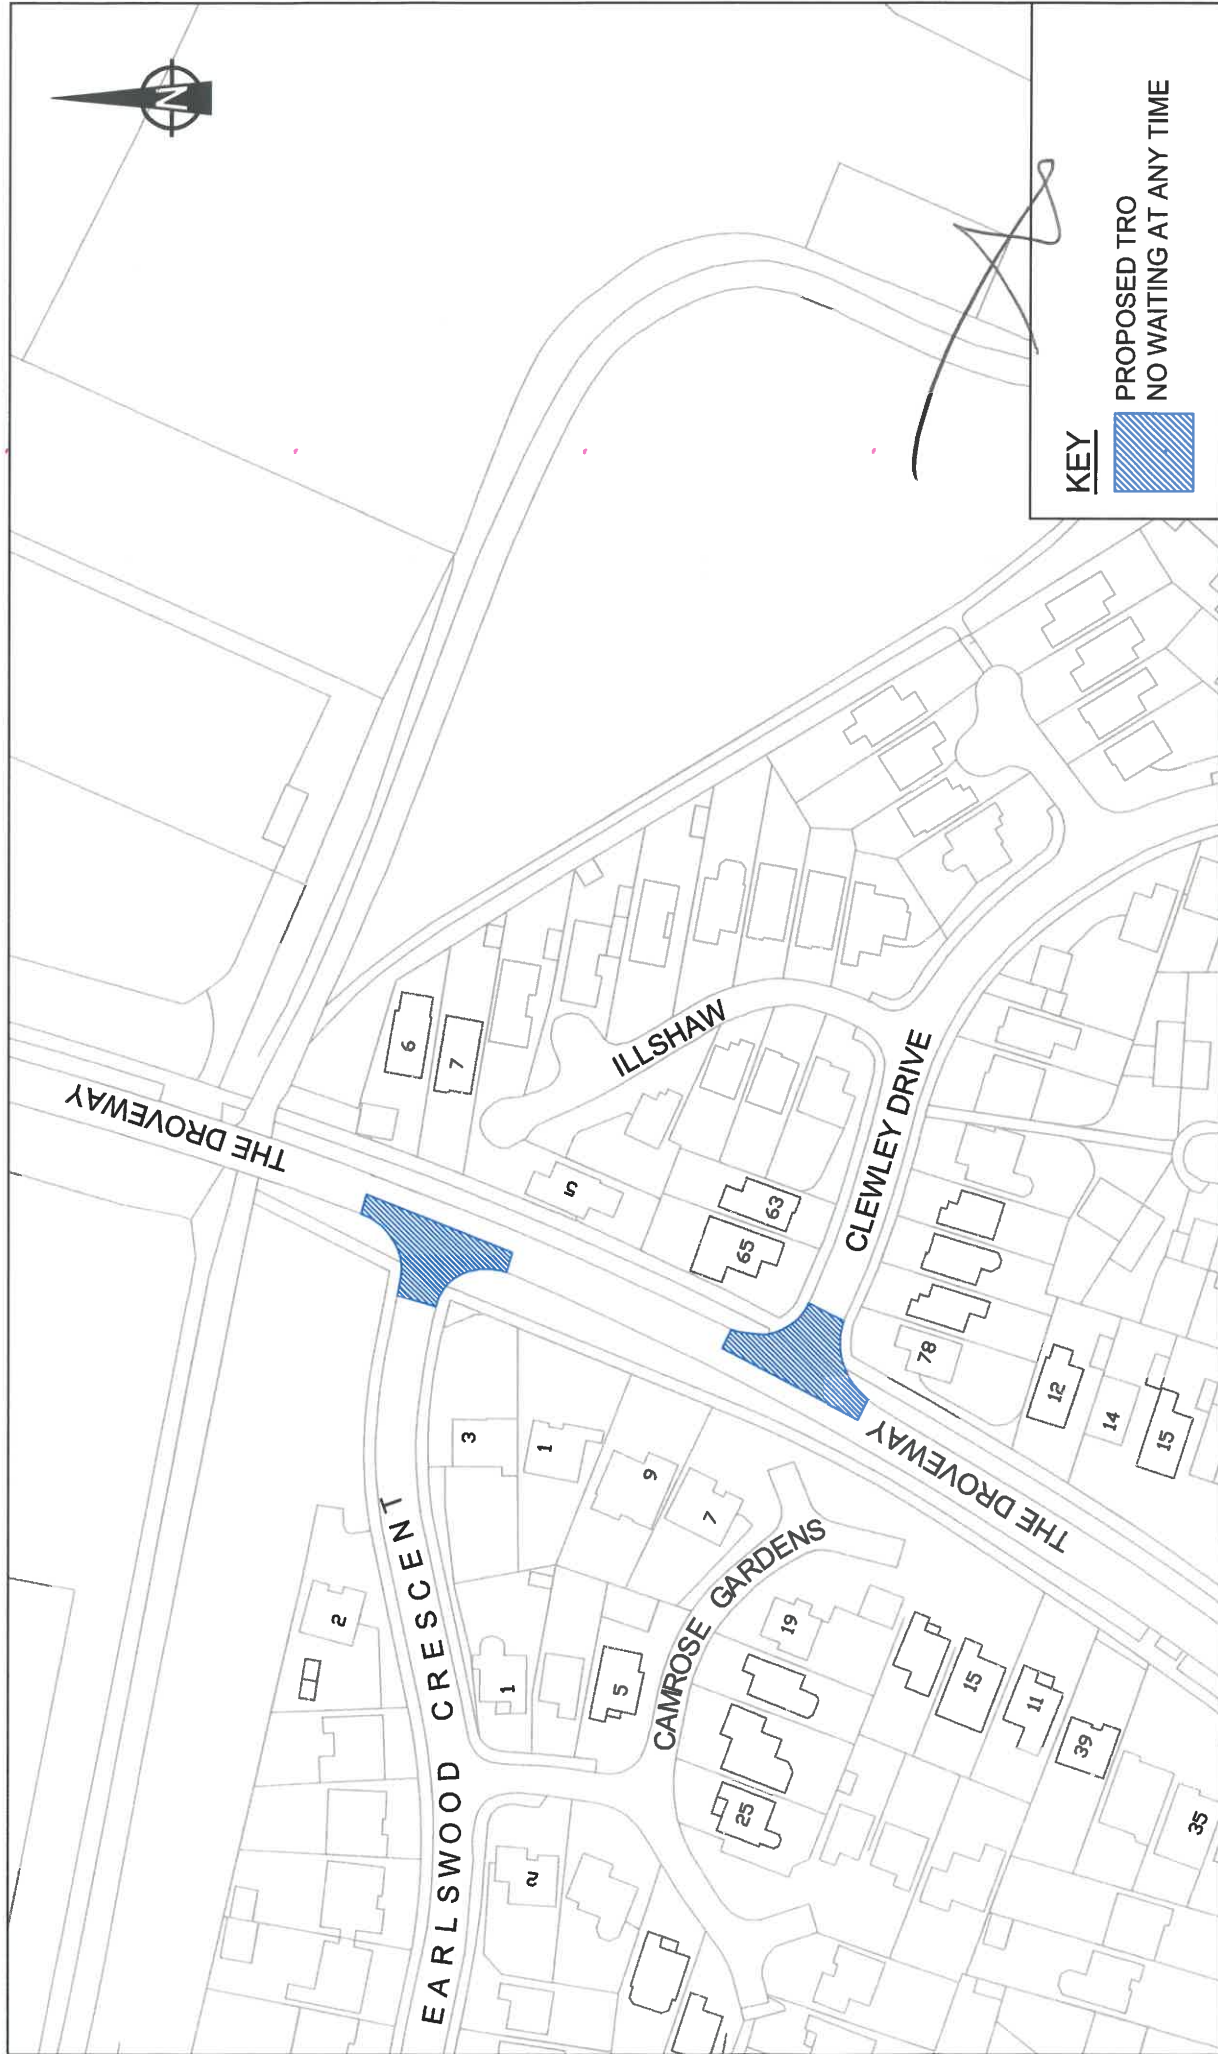 N
THE DROVEWAY
6
7
5
ILLSHAW
65
63
CLEWLEY DRIVE
78
12
14
15
THE DROVEWAY
3
1
9
7
CAMROSE GARDENS
19
EARLSWOOD CRESCENT
2
1
5
2
25
15
11
39
35
KEY
PROPOSED TRO
NO WAITING AT ANY TIME